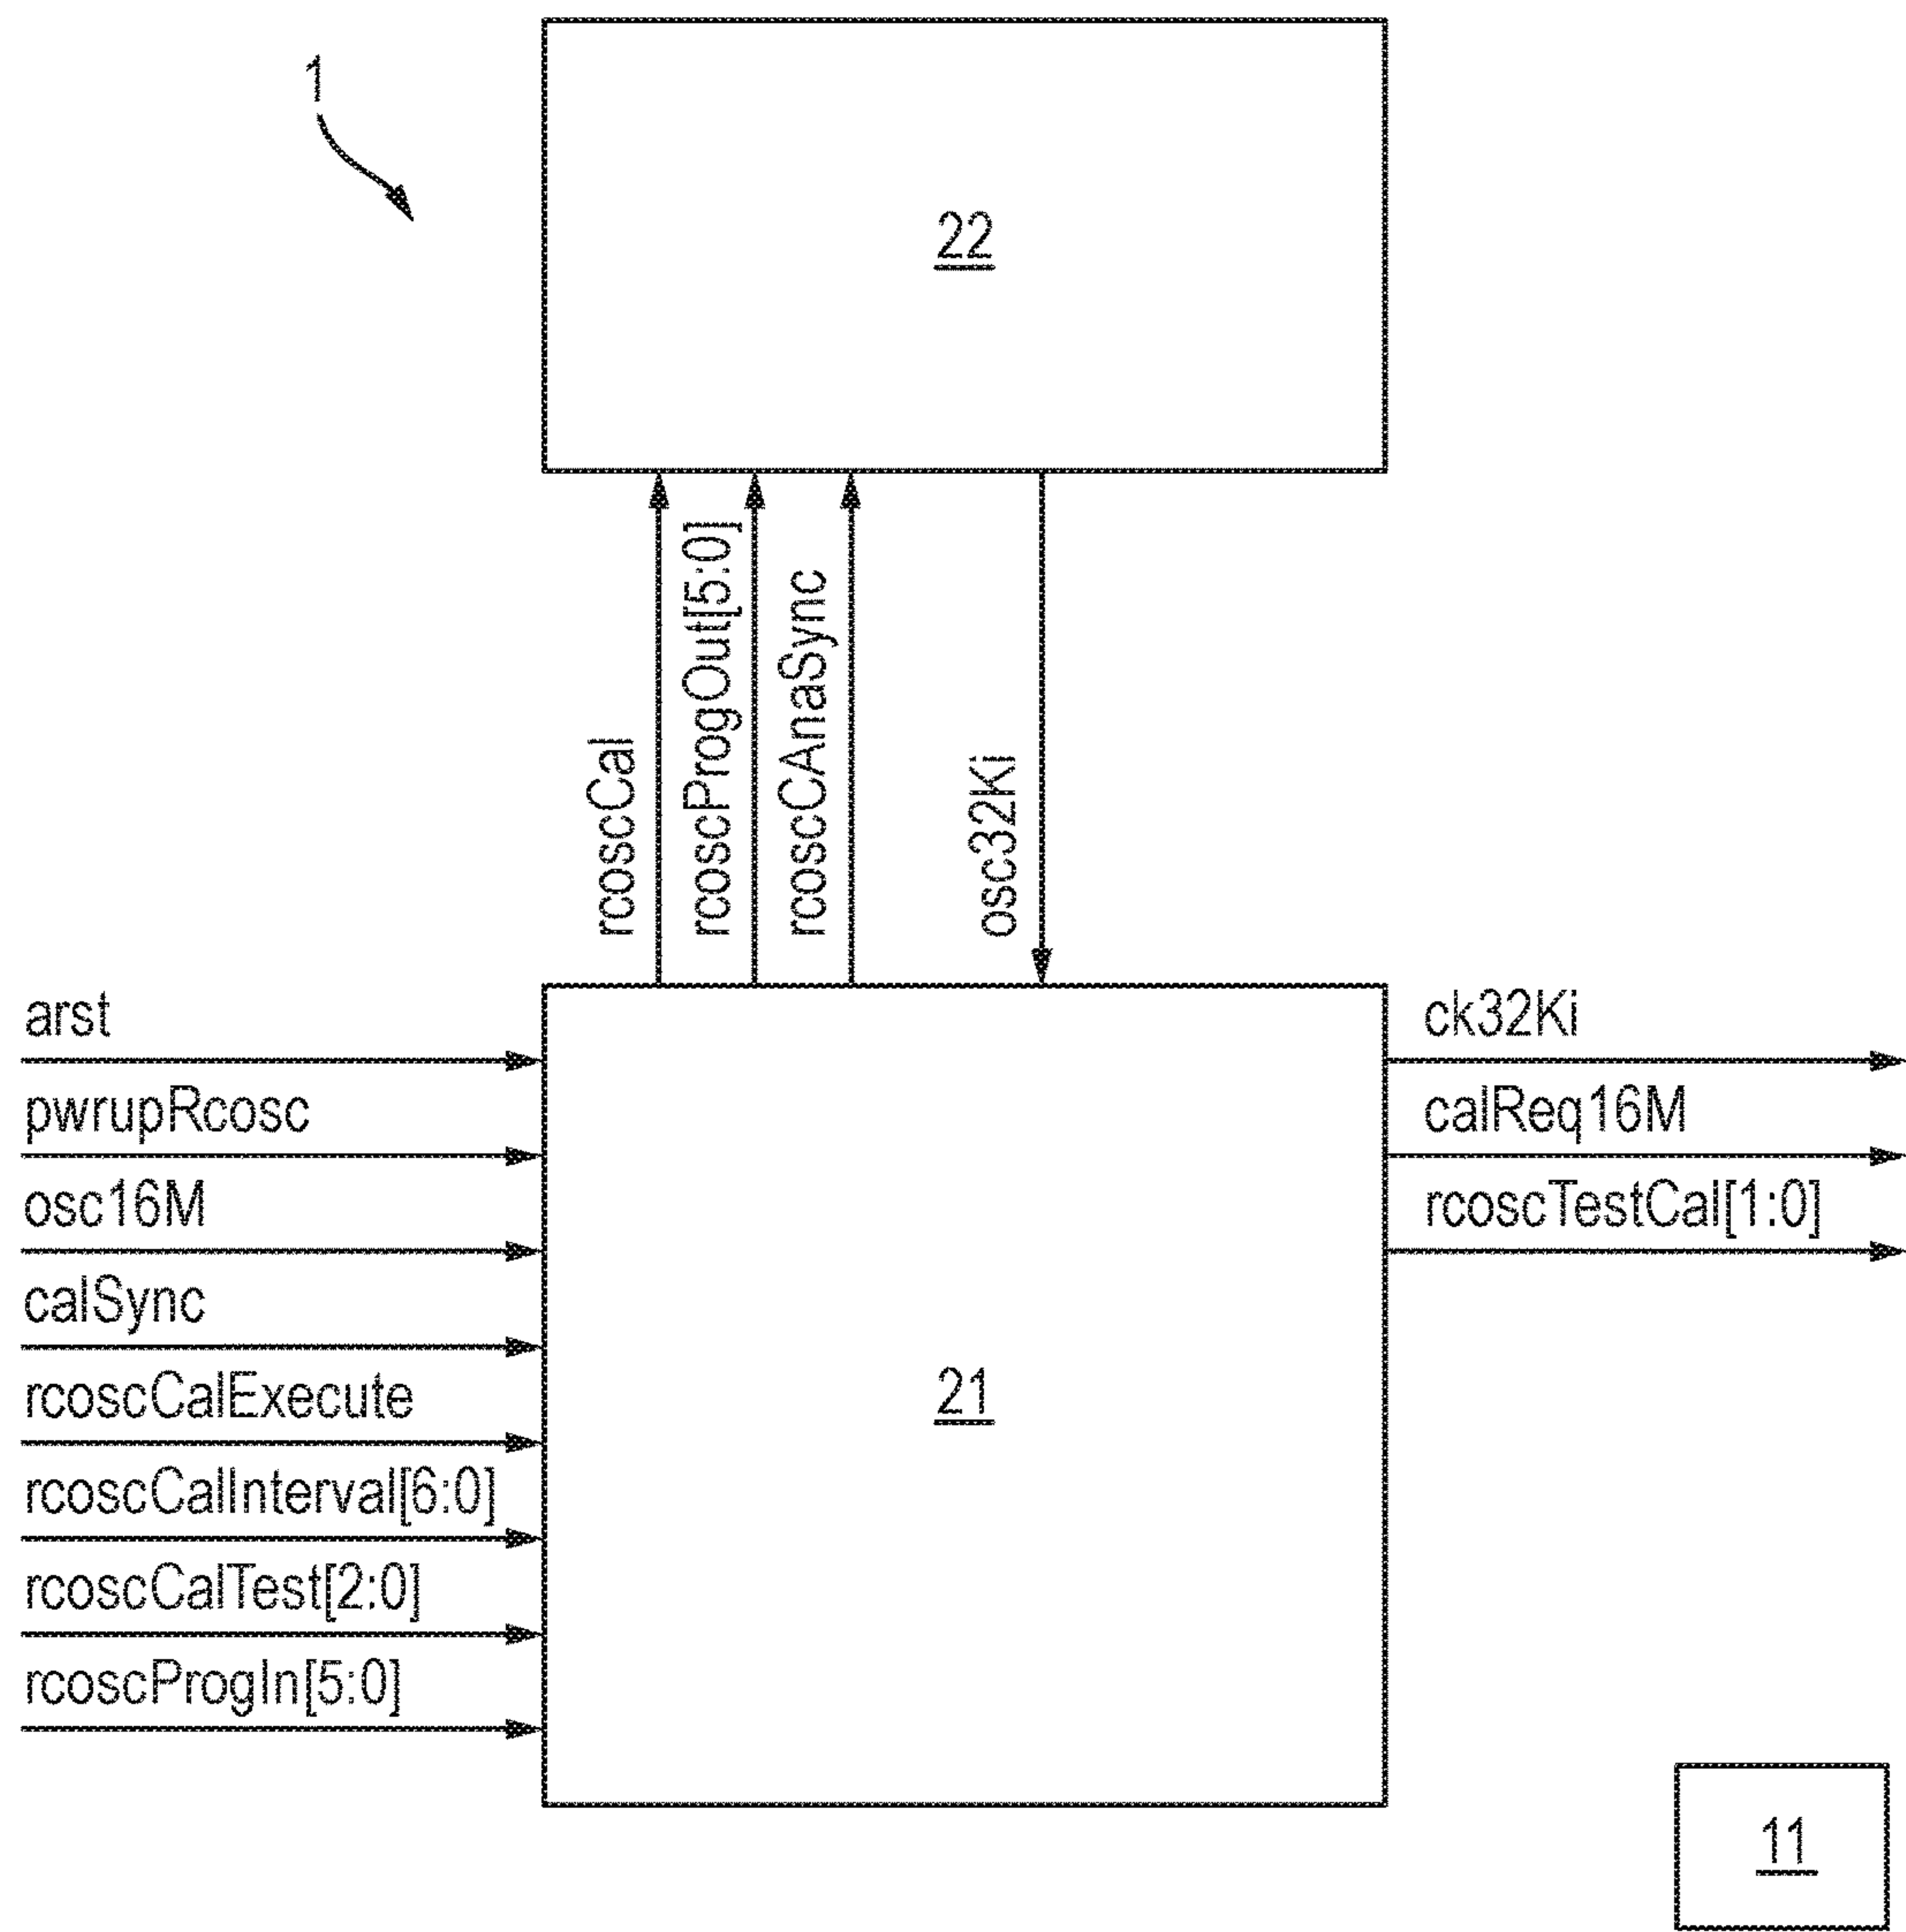 1
22
rcoscCal
rcoscProgOut[5:0]
rcoscCAnaSync
osc32Ki
arst
pwrupRcosc
osc16M
calSync
rcoscCalExecute
rcoscCalInterval[6:0]
rcoscCalTest[2:0]
rcoscProgIn[5:0]
21
ck32Ki
calReq16M
rcoscTestCal[1:0]
11